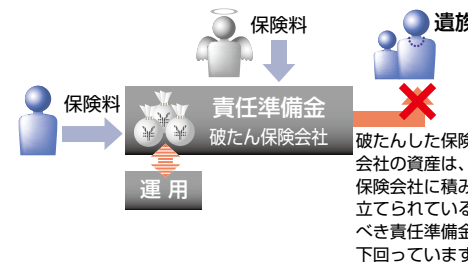 保険料
遺族
保険料
責任準備金
破たん保険会社
¥ ¥ ¥
運用
破たんした保険
会社の資産は、
保険会社に積み
立てられている
べき責任準備金
下回っています